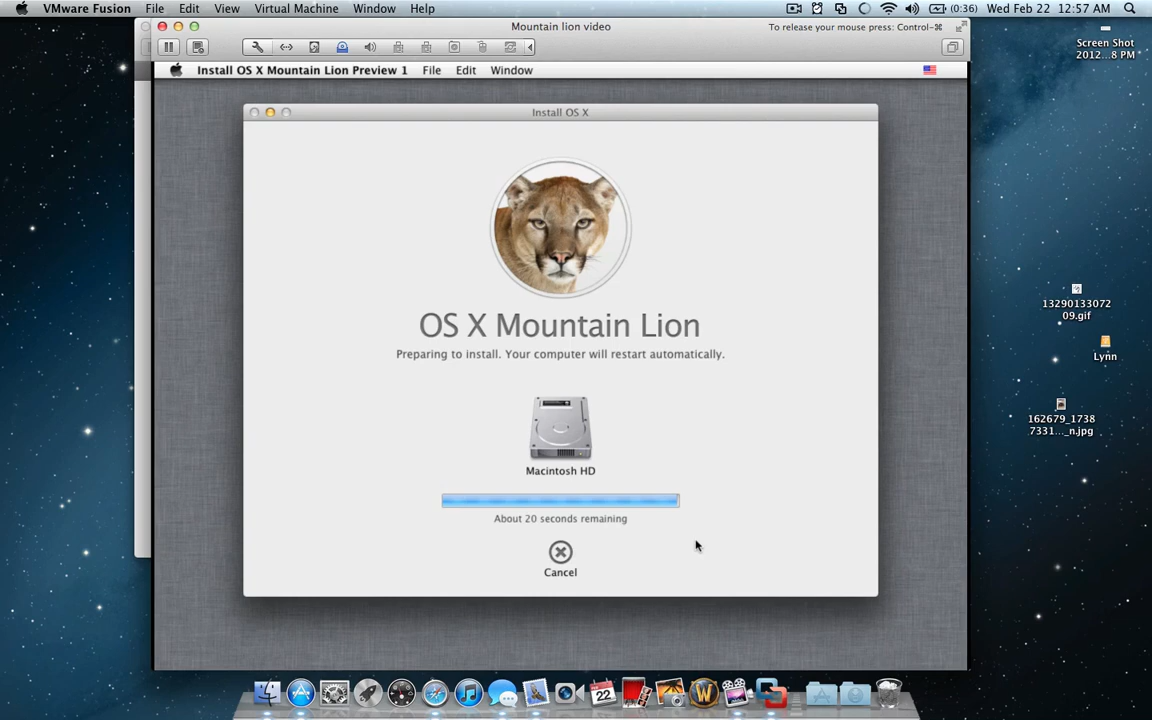 VMware Fusion File Edit View Virtual Machine Window Help (0:36) Wed Feb 22 12:57 AM
Mountain lion video To release your mouse press: Control-⌘
Install OS X Mountain Lion Preview 1 File Edit Window
Install OS X
OS X Mountain Lion
Preparing to install. Your computer will restart automatically.
Macintosh HD
About 20 seconds remaining
Cancel
Screen Shot
2012...8 PM
13290133072
09.gif
Lynn
162679_1738
7331..._n.jpg
22